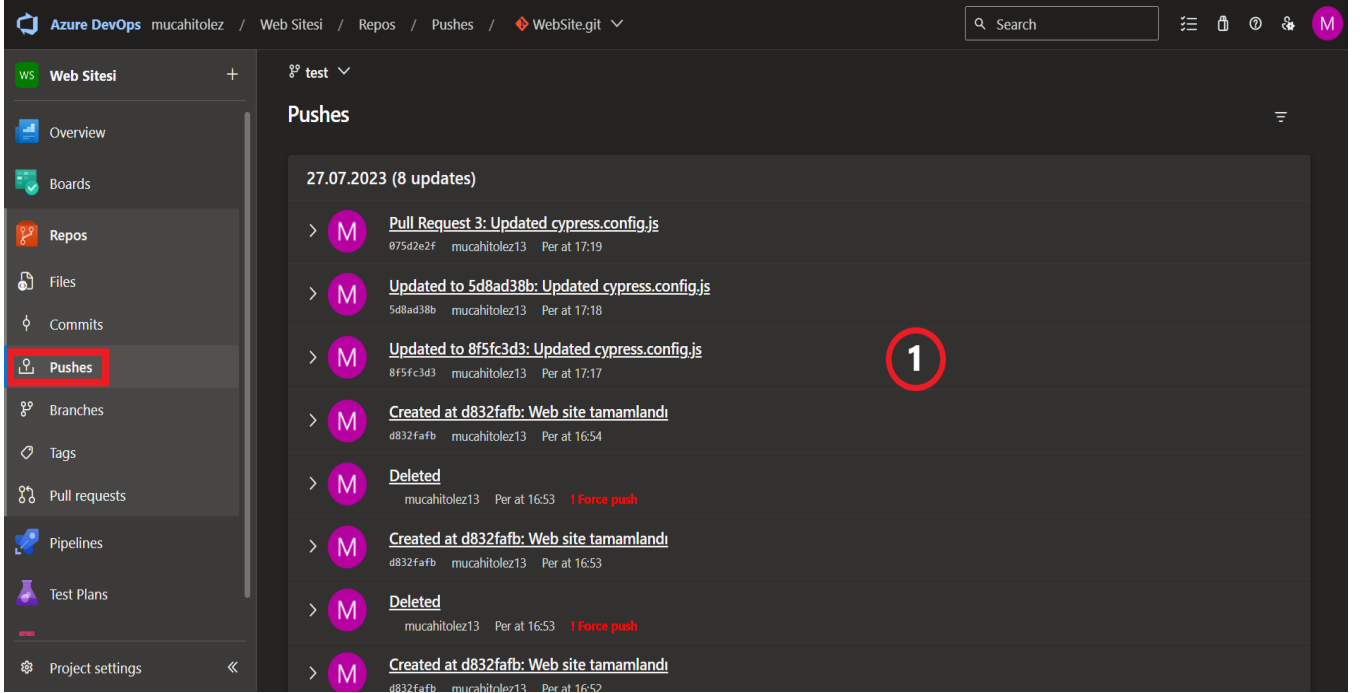 Azure DevOps mucahitolez / Web Sitesi / Repos / Pushes / WebSite.git Search M
WS Web Sitesi +
Overview
Boards
Repos
Files
Commits
Pushes
Branches
Tags
Pull requests
Pipelines
Test Plans
Project settings
test
Pushes
27.07.2023 (8 updates)
M Pull Request 3: Updated cypress.config.js
075d2e2f mucahitolez13 Per at 17:19
M Updated to 5d8ad38b: Updated cypress.config.js
5d8ad38b mucahitolez13 Per at 17:18
M Updated to 8f5fc3d3: Updated cypress.config.js
8f5fc3d3 mucahitolez13 Per at 17:17
1
M Created at d832fafb: Web site tamamlandı
d832fafb mucahitolez13 Per at 16:54
M Deleted
mucahitolez13 Per at 16:53 ! Force push
M Created at d832fafb: Web site tamamlandı
d832fafb mucahitolez13 Per at 16:53
M Deleted
mucahitolez13 Per at 16:53 ! Force push
M Created at d832fafb: Web site tamamlandı
d832fafb mucahitolez13 Per at 16:52